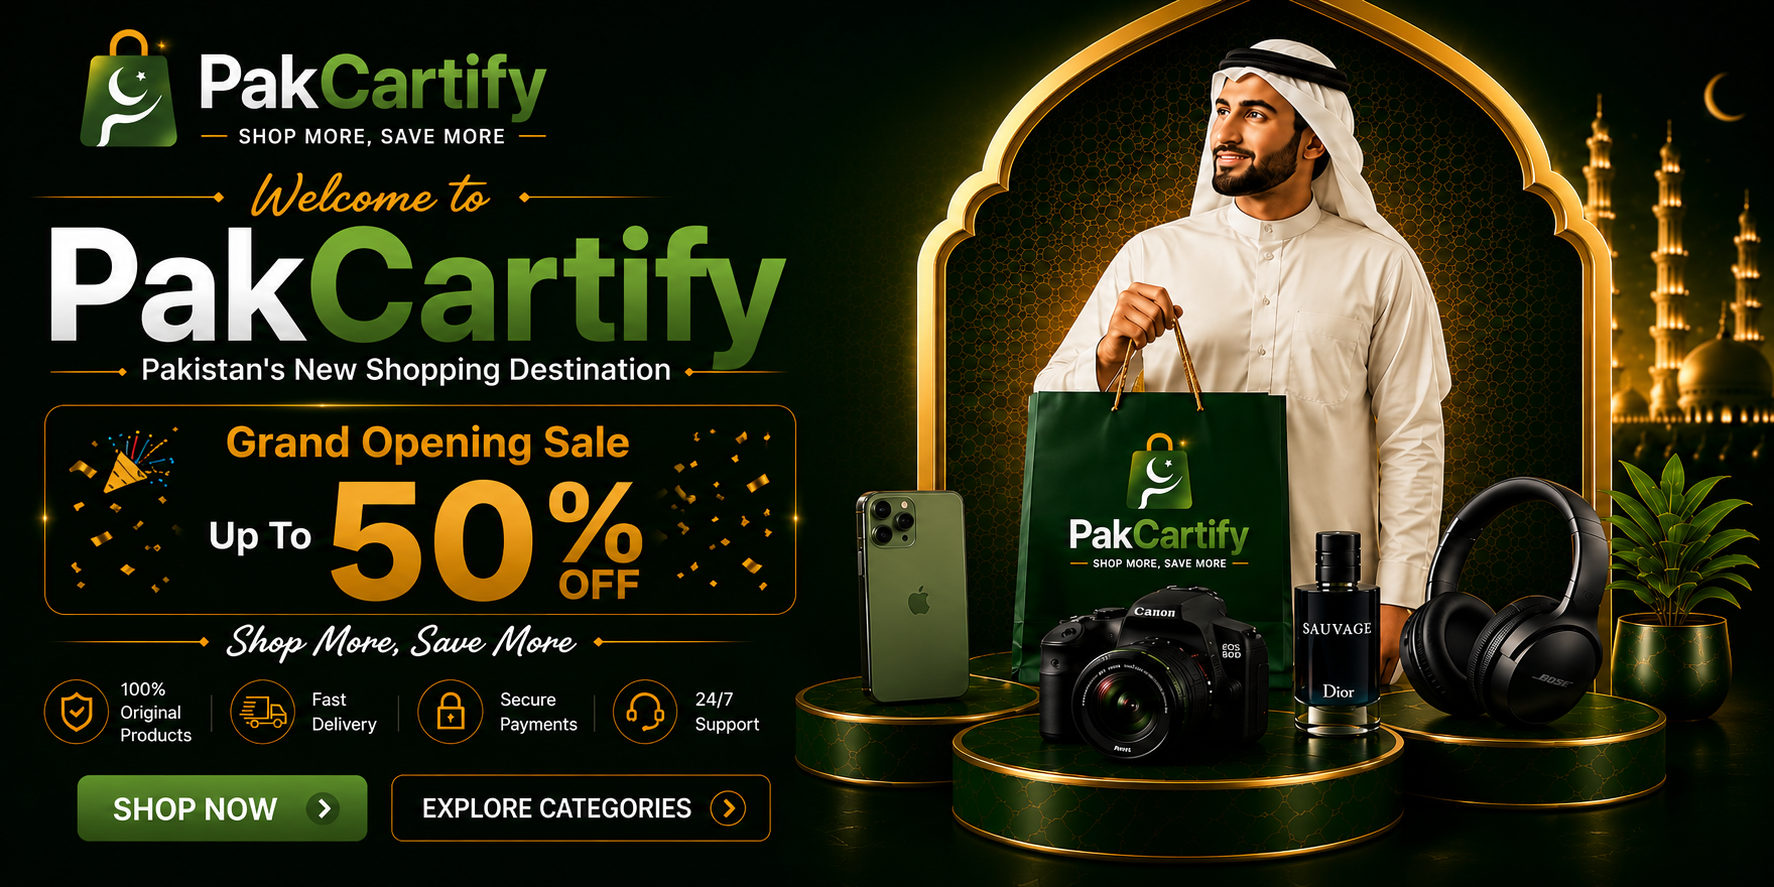 PakCartify
SHOP MORE, SAVE MORE
Welcome to
PakCartify
Pakistan's New Shopping Destination
Grand Opening Sale
Up To 50% OFF
Shop More, Save More
100%
Original
Products
Fast
Delivery
Secure
Payments
24/7
Support
SHOP NOW
EXPLORE CATEGORIES
PakCartify
SHOP MORE, SAVE MORE
Canon
EOS
80D
SAUVAGE
Dior
BOSE